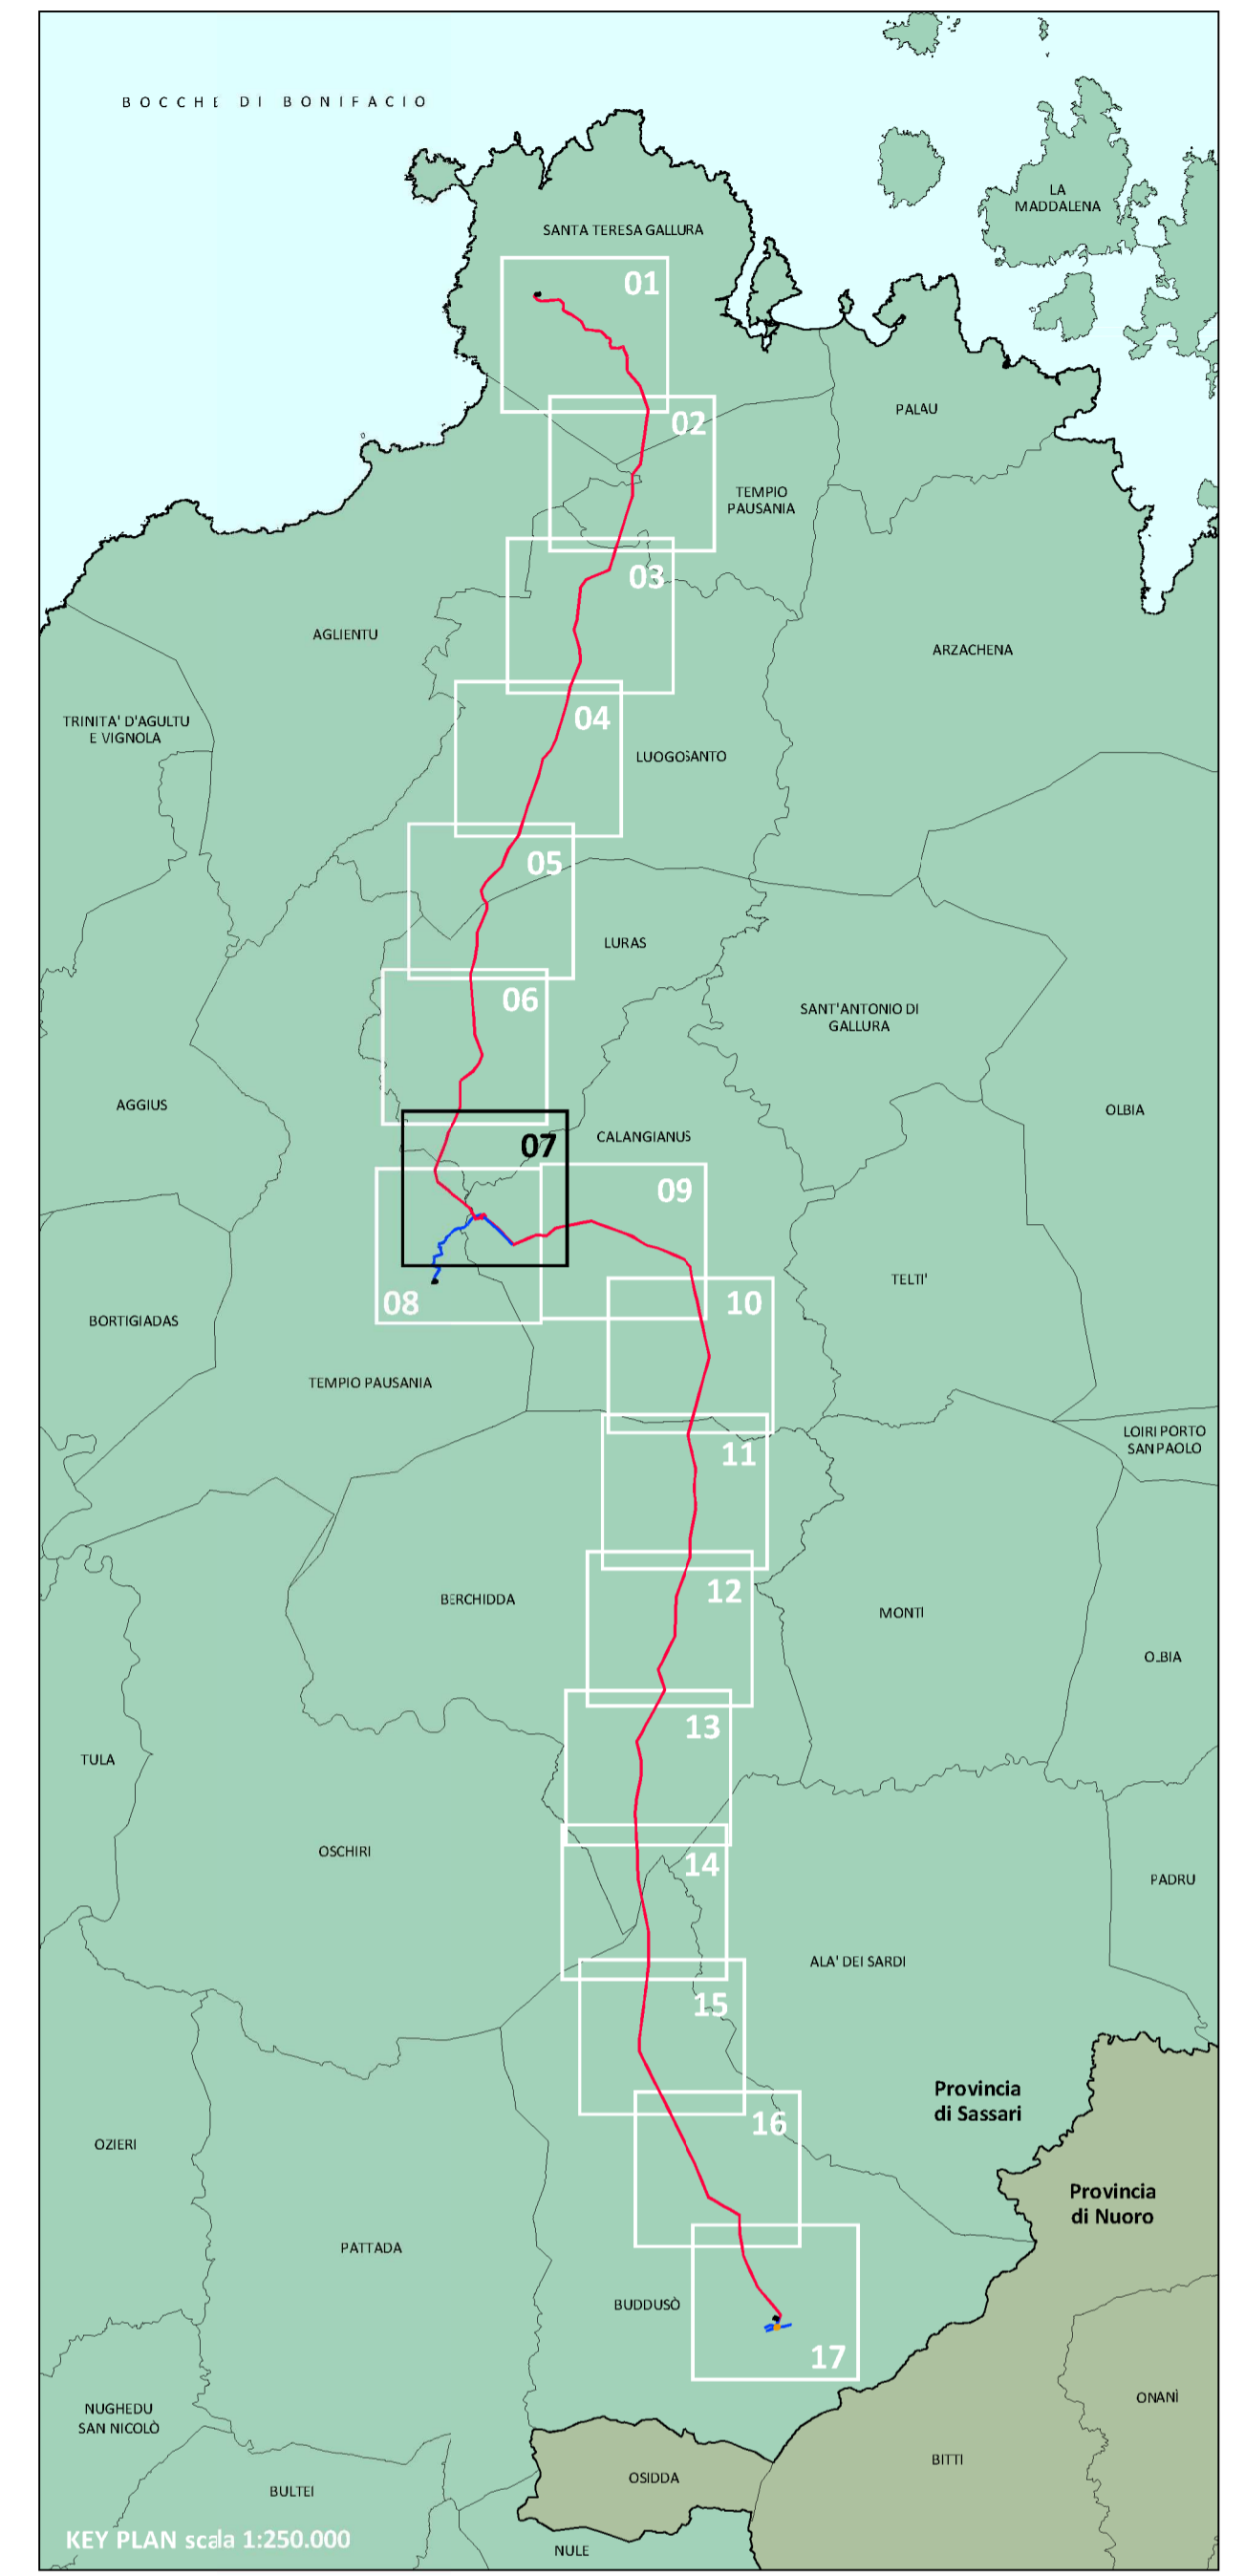 BOCCHE DI BONIFACIO
LA
MADDALENA
SANTA TERESA GALLURA
01
PALAU
02
TEMPIO
PAUSANIA
03
AGLIENTU
ARZACHENA
04
TRINITA' D'AGULTU
E VIGNOLA
LUOGOSANTO
05
LURAS
06
SANT'ANTONIO DI
GALLURA
AGGIUS
OLBIA
CALANGIANUS
07
09
TELTI'
10
08
BORTIGIADAS
TEMPIO PAUSANIA
LOIRI PORTO
SAN PAOLO
11
12
BERCHIDDA
MONTI
OLBIA
13
TULA
OSCHIRI
14
PADRU
ALA' DEI SARDI
15
Provincia
di Sassari
16
OZIERI
Provincia
di Nuoro
PATTADA
BUDDUSÒ
17
ONANÌ
NUGHEDU
SAN NICOLÒ
BITTI
OSIDDA
BULTEI
KEY PLAN scala 1:250.000
NULE